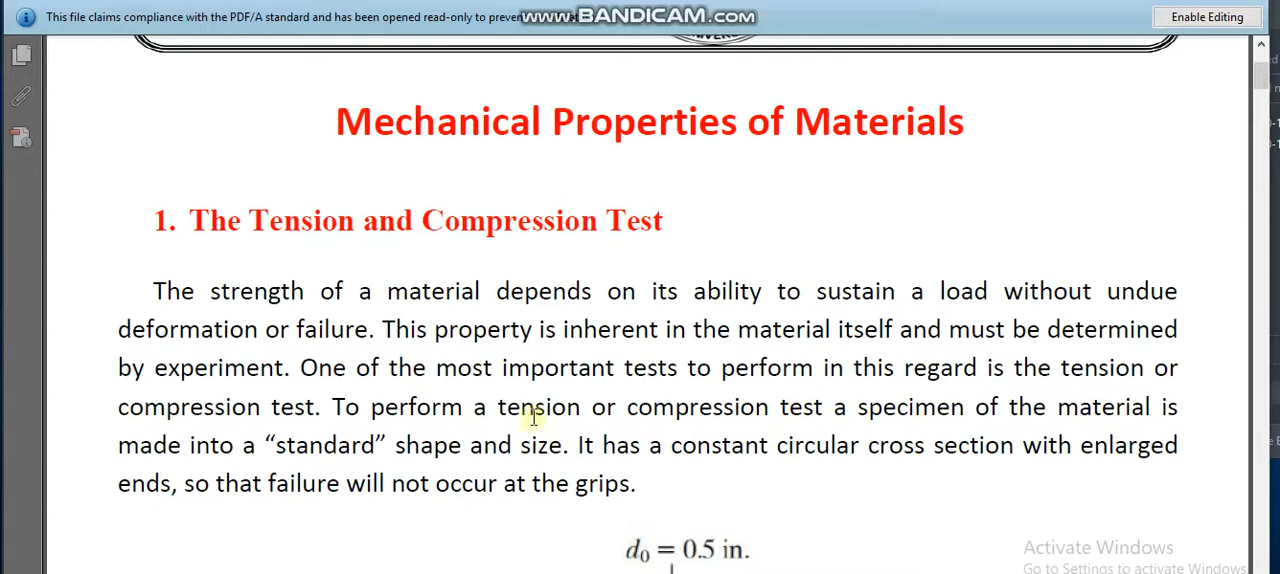 This file claims compliance with the PDF/A standard and has been opened read-only to preven
www.BANDICAM.com
Enable Editing
UNIVERS
Mechanical Properties of Materials
1. The Tension and Compression Test
The strength of a material depends on its ability to sustain a load without undue
deformation or failure. This property is inherent in the material itself and must be determined
by experiment. One of the most important tests to perform in this regard is the tension or
compression test. To perform a tension or compression test a specimen of the material is
made into a “standard” shape and size. It has a constant circular cross section with enlarged
ends, so that failure will not occur at the grips.
d₀ = 0.5 in.
Activate Windows
Go to Settings to activate Windows.